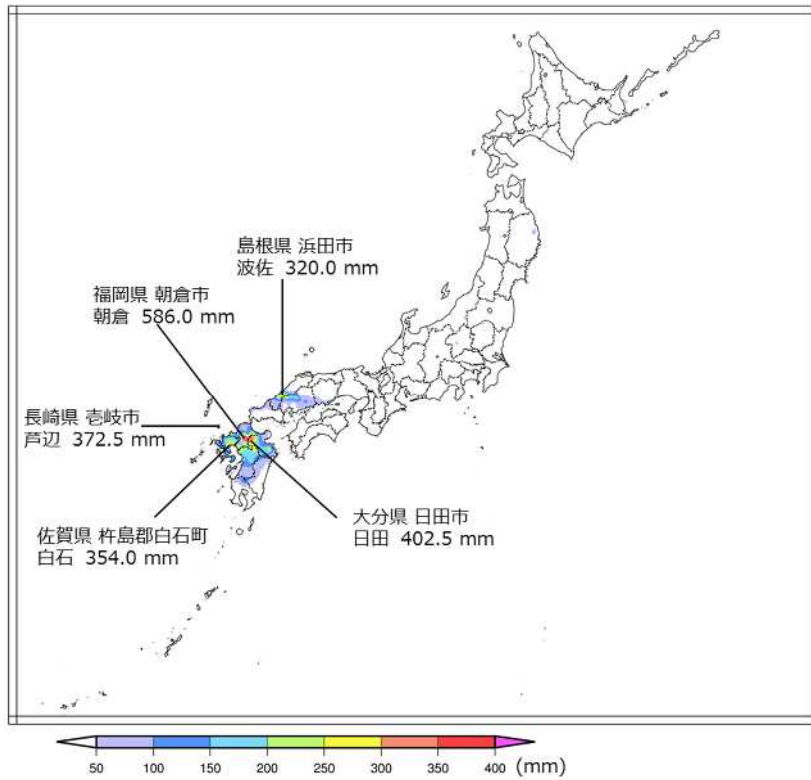 島根県 浜田市
波佐 320.0 mm
福岡県 朝倉市
朝倉 586.0 mm
長崎県 壱岐市
芦辺 372.5 mm
佐賀県 杵島郡白石町
白石 354.0 mm
大分県 日田市
日田 402.5 mm
50 100 150 200 250 300 350 400 (mm)